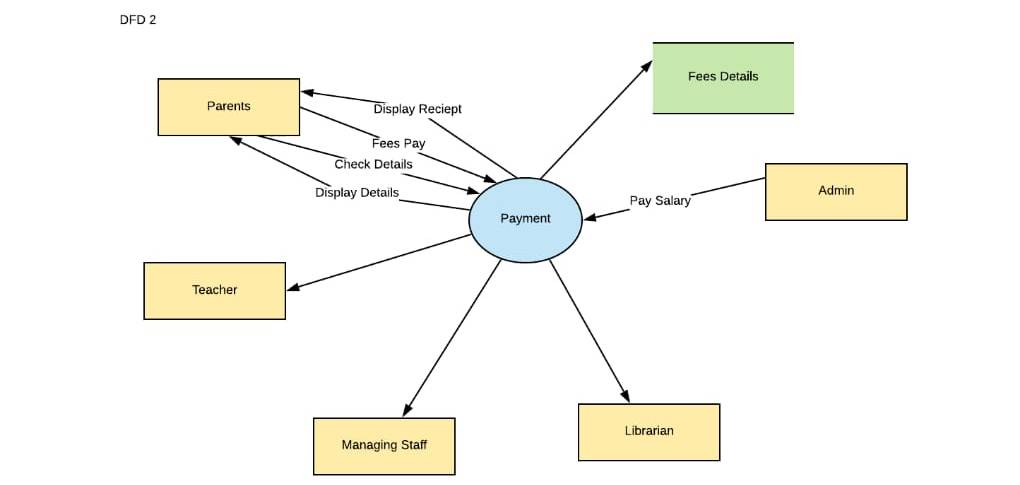 DFD 2
Fees Details
Parents
Display Reciept
Fees Pay
Check Details
Display Details
Admin
Pay Salary
Payment
Teacher
Managing Staff
Librarian